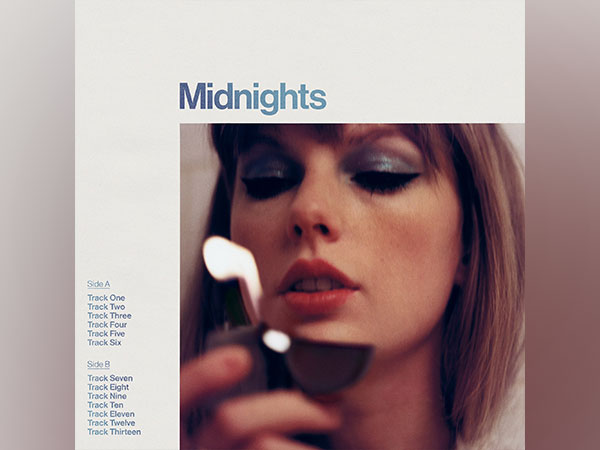 Midnights
Side A
Track One
Track Two
Track Three
Track Four
Track Five
Track Six
Side B
Track Seven
Track Eight
Track Nine
Track Ten
Track Eleven
Track Twelve
Track Thirteen